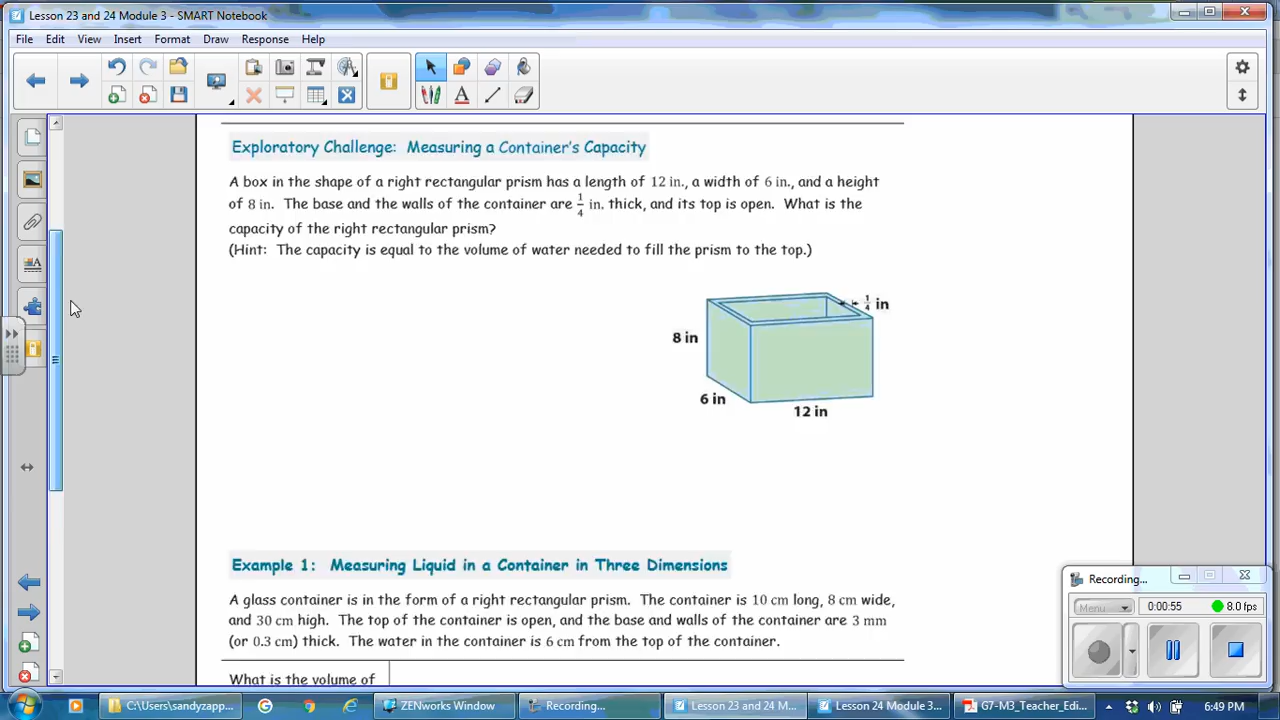 Lesson 23 and 24 Module 3 - SMART Notebook
File Edit View Insert Format Draw Response Help
Exploratory Challenge: Measuring a Container's Capacity
A box in the shape of a right rectangular prism has a length of 12 in., a width of 6 in., and a height
of 8 in. The base and the walls of the container are 1/4 in. thick, and its top is open. What is the
capacity of the right rectangular prism?
(Hint: The capacity is equal to the volume of water needed to fill the prism to the top.)
1/4 in
8 in
6 in
12 in
Example 1: Measuring Liquid in a Container in Three Dimensions
A glass container is in the form of a right rectangular prism. The container is 10 cm long, 8 cm wide,
and 30 cm high. The top of the container is open, and the base and walls of the container are 3 mm
(or 0.3 cm) thick. The water in the container is 6 cm from the top of the container.
What is the volume of
Recording...
Menu
0:00:55
8.0 fps
C:\Users\sandyzapp...
ZENworks Window
Recording...
Lesson 23 and 24 M...
Lesson 24 Module 3...
G7-M3_Teacher_Edi...
6:49 PM